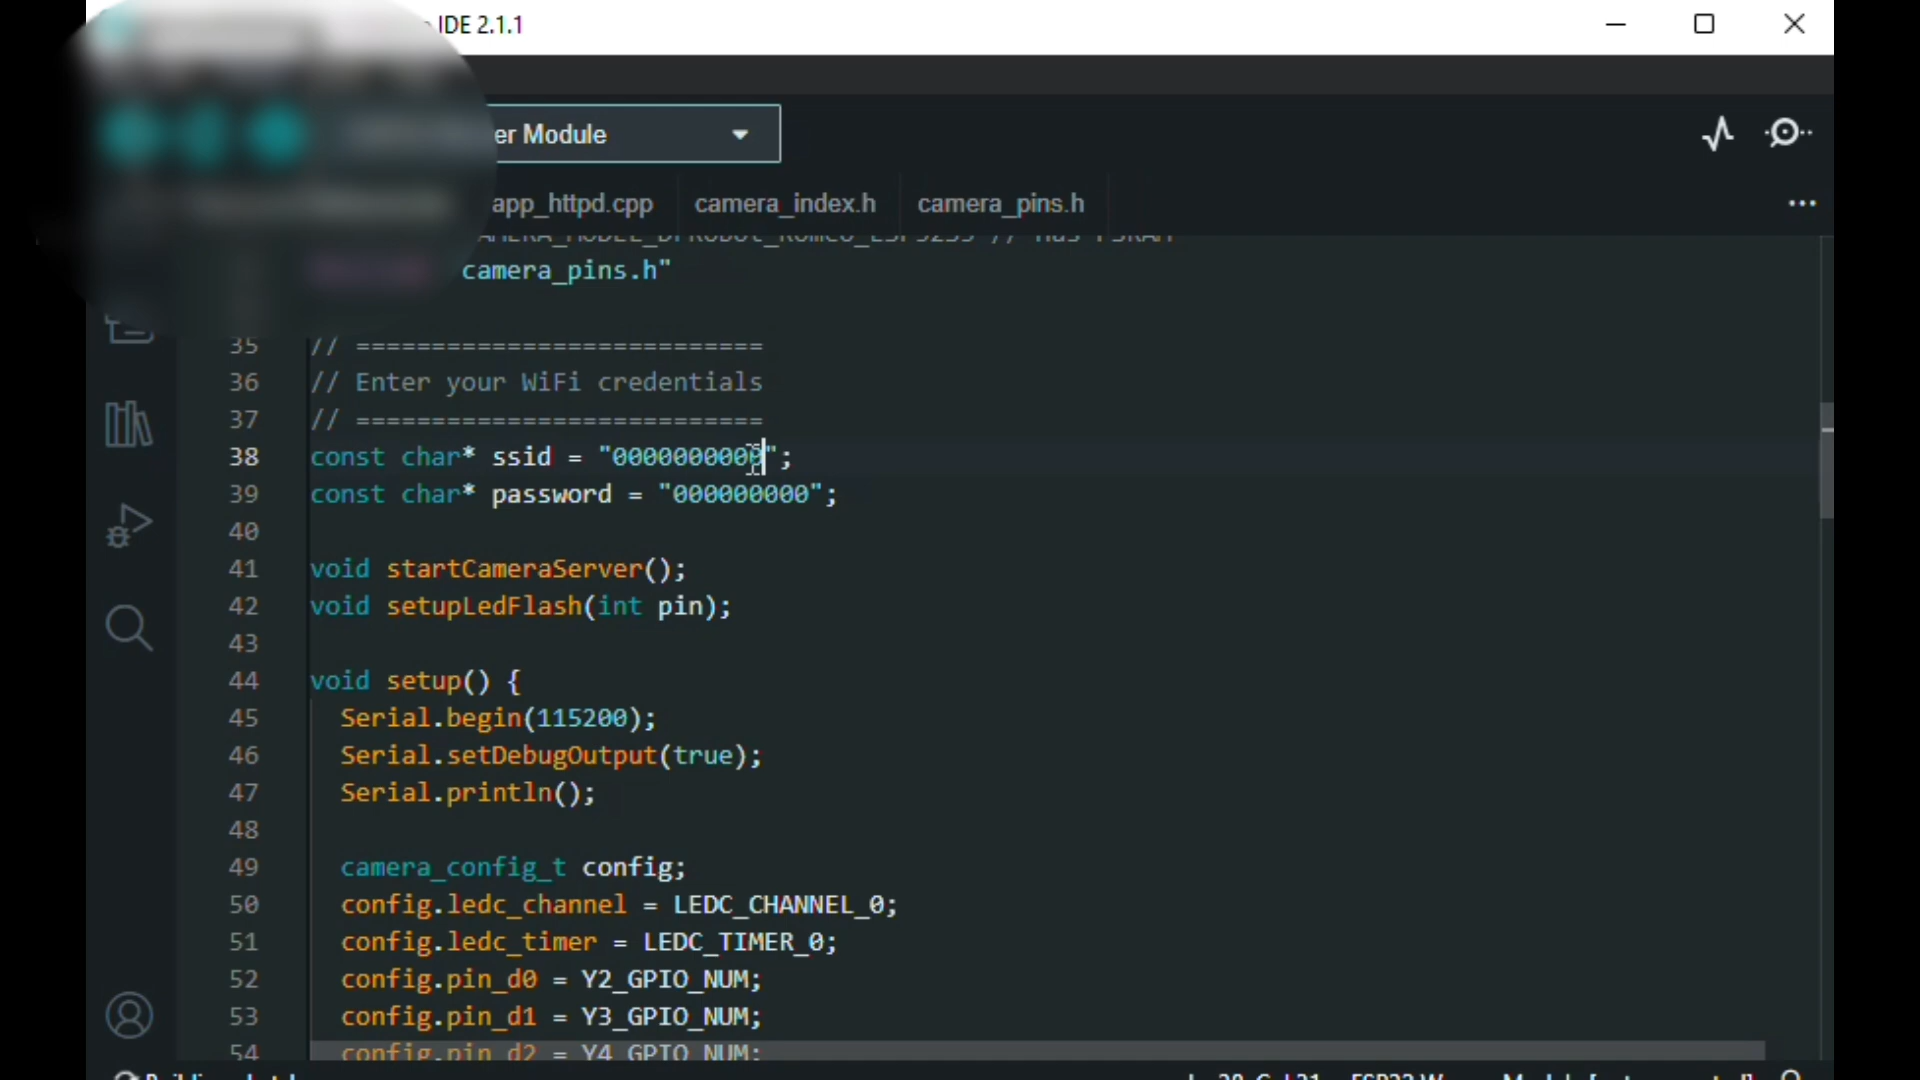 IDE 2.1.1
er Module
app_httpd.cpp camera_index.h camera_pins.h
camera_pins.h"
35 // ===========================
36 // Enter your WiFi credentials
37 // ===========================
38 const char* ssid = "0000000000";
39 const char* password = "000000000";
40
41 void startCameraServer();
42 void setupLedFlash(int pin);
43
44 void setup() {
45 Serial.begin(115200);
46 Serial.setDebugOutput(true);
47 Serial.println();
48
49 camera_config_t config;
50 config.ledc_channel = LEDC_CHANNEL_0;
51 config.ledc_timer = LEDC_TIMER_0;
52 config.pin_d0 = Y2_GPIO_NUM;
53 config.pin_d1 = Y3_GPIO_NUM;
54 config.pin_d2 = Y4_GPIO_NUM;